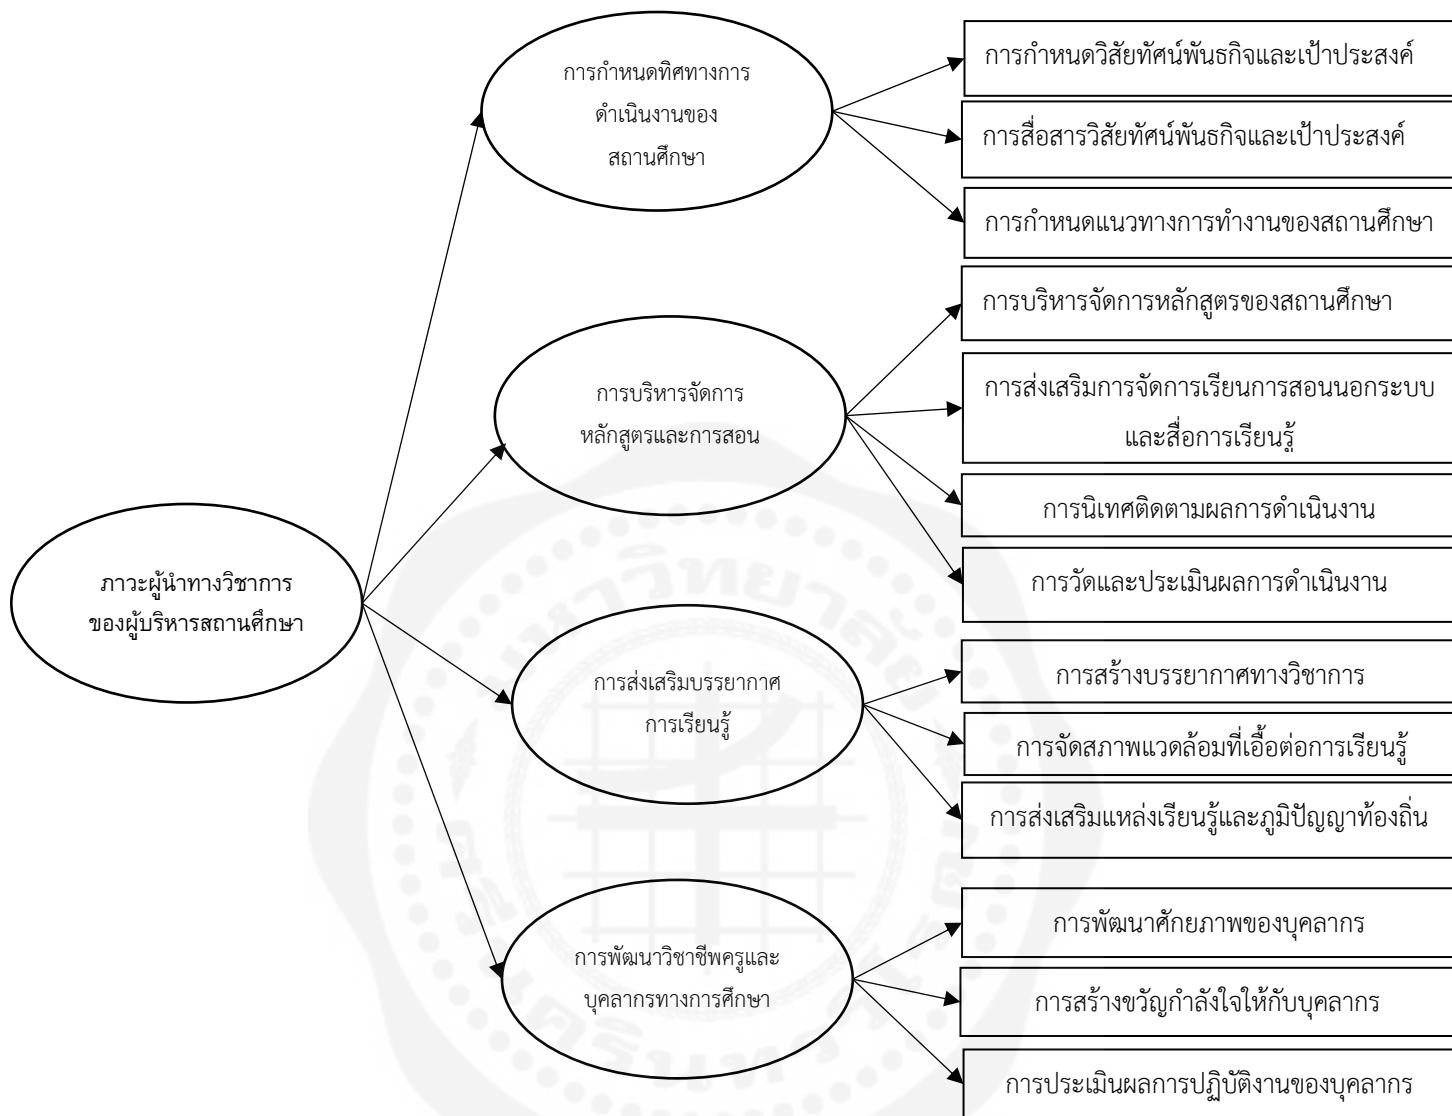 การกำหนดทิศทางการ
ดำเนินงานของ
สถานศึกษา
การกำหนดวิสัยทัศน์พันธกิจและเป้าประสงค์
การสื่อสารวิสัยทัศน์พันธกิจและเป้าประสงค์
การกำหนดแนวทางการทำงานของสถานศึกษา
การบริหารจัดการ
หลักสูตรและการสอน
การบริหารจัดการหลักสูตรของสถานศึกษา
การส่งเสริมการจัดการเรียนการสอนนอกระบบ
และสื่อการเรียนรู้
การนิเทศติดตามผลการดำเนินงาน
การวัดและประเมินผลการดำเนินงาน
ภาวะผู้นำทางวิชาการ
ของผู้บริหารสถานศึกษา
การส่งเสริมบรรยากาศ
การเรียนรู้
การสร้างบรรยากาศทางวิชาการ
การจัดสภาพแวดล้อมที่เอื้อต่อการเรียนรู้
การส่งเสริมแหล่งเรียนรู้และภูมิปัญญาท้องถิ่น
การพัฒนาวิชาชีพครูและ
บุคลากรทางการศึกษา
การพัฒนาศักยภาพของบุคลากร
การสร้างขวัญกำลังใจให้กับบุคลากร
การประเมินผลการปฏิบัติงานของบุคลากร
มหาวิทยาลัยศรีนครินทรวิโรฒ